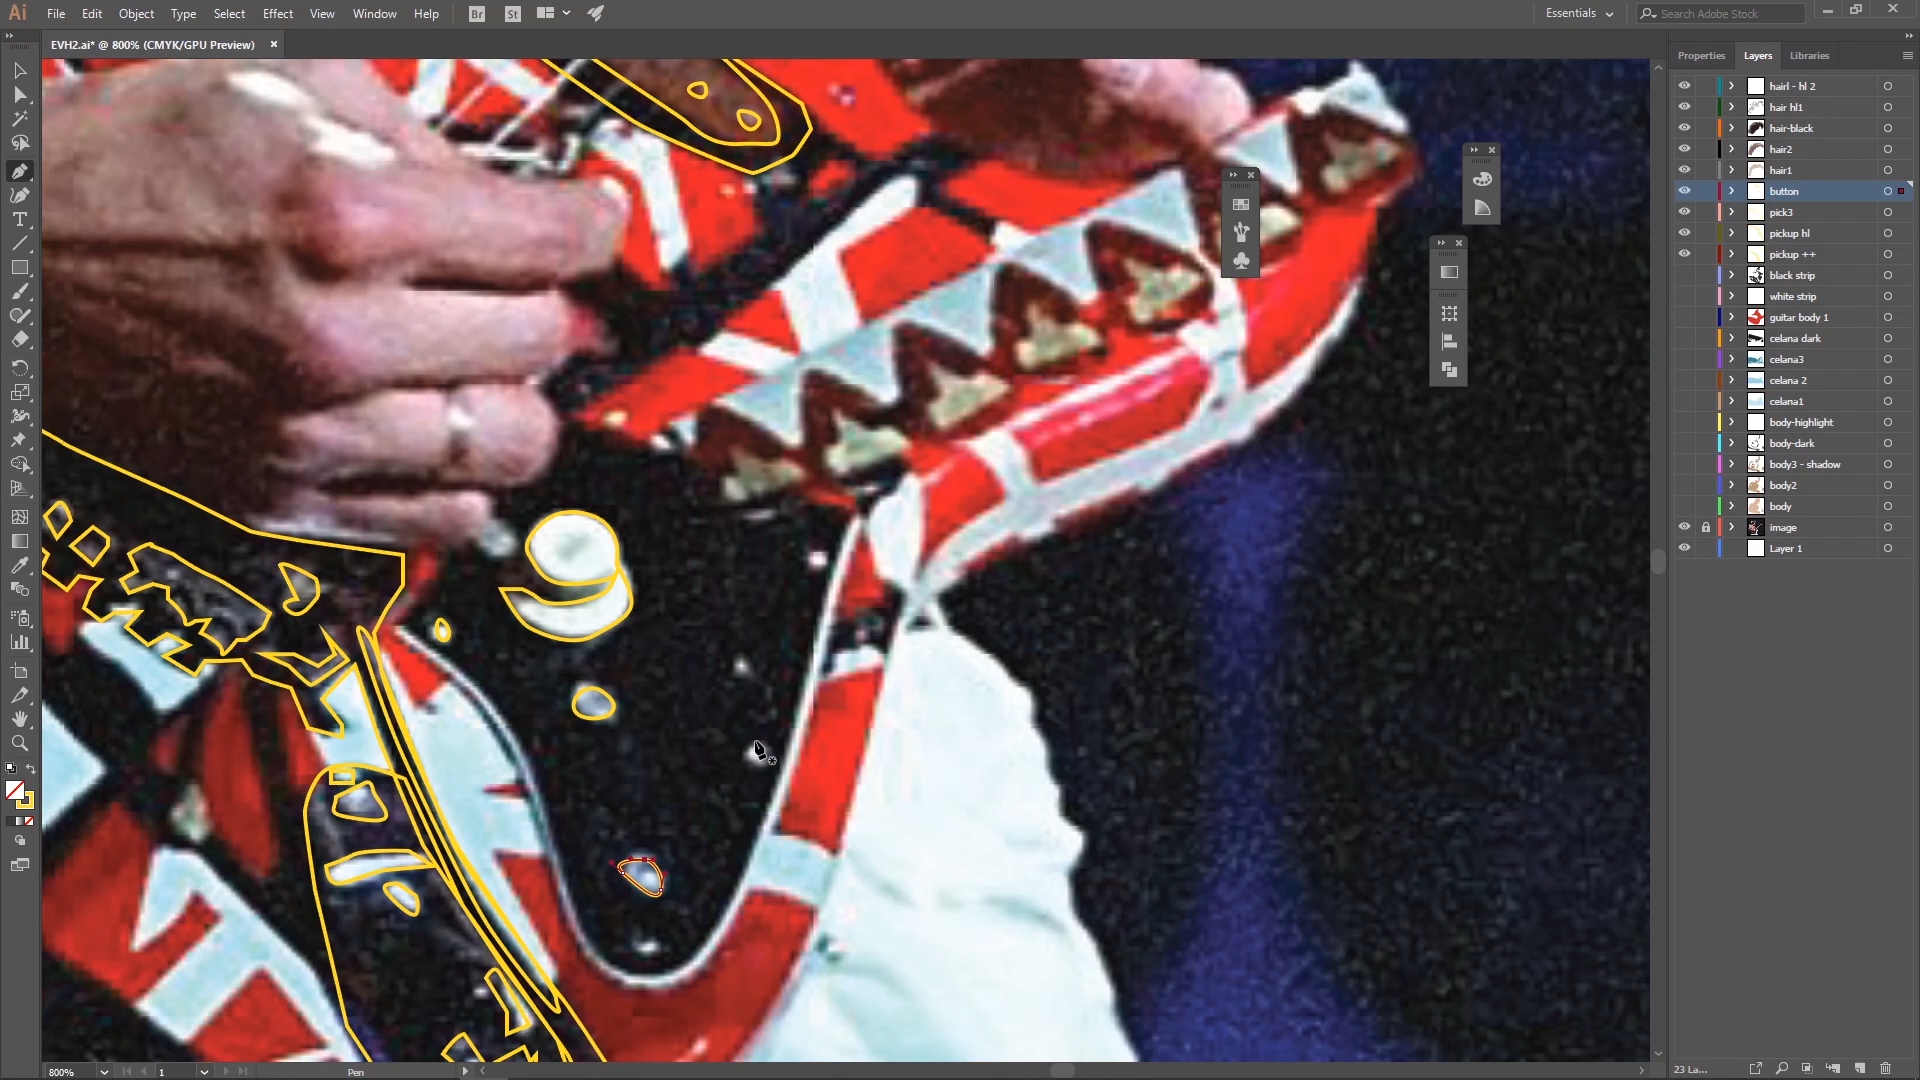 Ai File Edit Object Type Select Effect View Window Help Br St Essentials Search Adobe Stock
EVH2.ai* @ 800% (CMYK/GPU Preview)
Properties Layers Libraries
hairl - hl 2
hair hl1
hair-black
hair2
hair1
button
pick3
pickup hl
pickup ++
black strip
white strip
guitar body 1
celana dark
celana3
celana 2
celana1
body-highlight
body-dark
body3 - shadow
body2
body
image
Layer 1
800% 1 Pen 23 La...